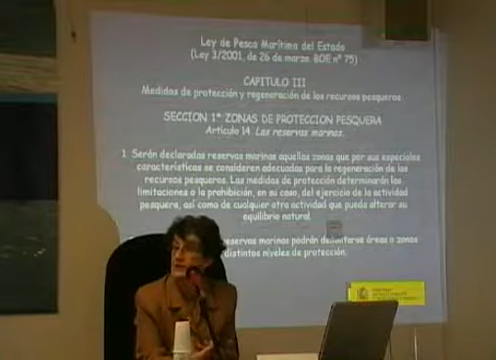 Ley de Pesca Marítima del Estado
(Ley 3/2001, de 26 de marzo. BOE nº 75)
CAPITULO III
Medidas de protección y regeneración de los recursos pesqueros
SECCION 1ª ZONAS DE PROTECCION PESQUERA
Artículo 14. Las reservas marinas.
1. Serán declaradas reservas marinas aquellas zonas que por sus especiales
características se consideren adecuadas para la regeneración de los
recursos pesqueros. Las medidas de protección determinarán las
limitaciones o la prohibición, en su caso, del ejercicio de la actividad
pesquera, así como de cualquier otra actividad que pueda alterar su
equilibrio natural.
reservas marinas podrán delimitarse áreas o zonas
distintos niveles de protección.